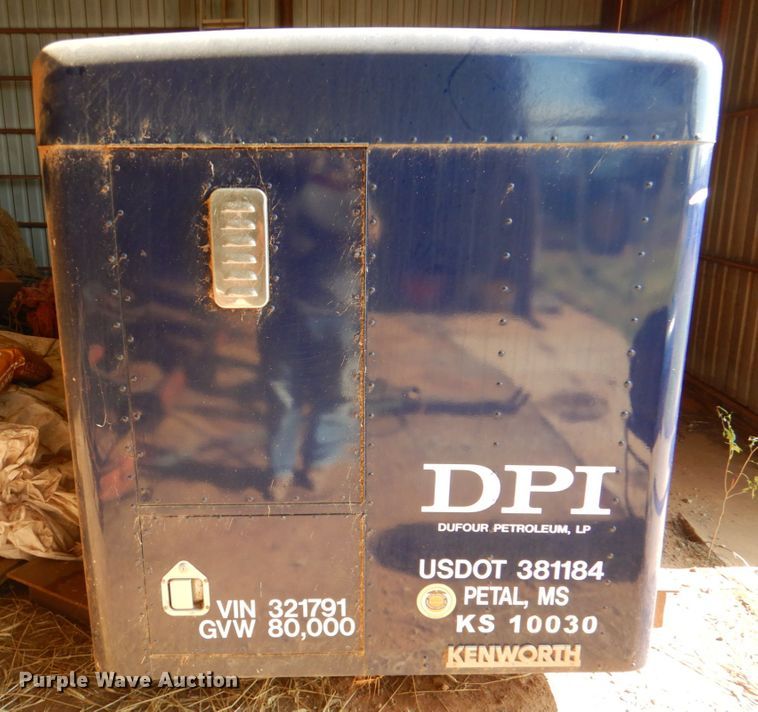 DPI
DUFOUR PETROLEUM, LP
USDOT 381184
PETAL, MS
KS 10030
KENWORTH
VIN 321791
GVW 80,000
Purple Wave Auction